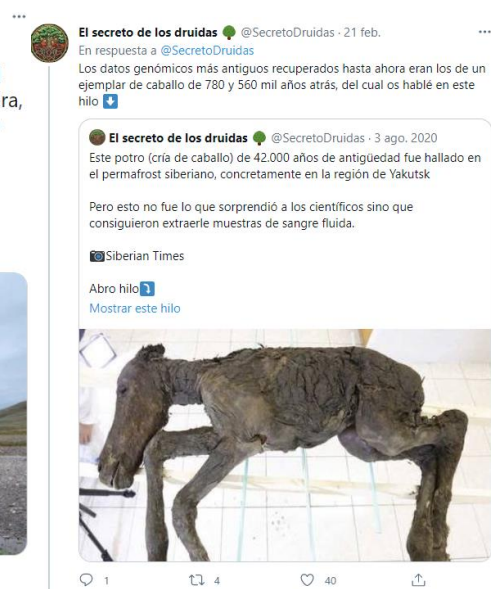 El secreto de los druidas @SecretoDruidas · 21 feb.
En respuesta a @SecretoDruidas
Los datos genómicos más antiguos recuperados hasta ahora eran los de un
ejemplar de caballo de 780 y 560 mil años atrás, del cual os hablé en este
hilo
ra,
El secreto de los druidas @SecretoDruidas · 3 ago. 2020
Este potro (cría de caballo) de 42.000 años de antigüedad fue hallado en
el permafrost siberiano, concretamente en la región de Yakutsk
Pero esto no fue lo que sorprendió a los científicos sino que
consiguieron extraerle muestras de sangre fluida.
Siberian Times
Abro hilo
Mostrar este hilo
1 4 40